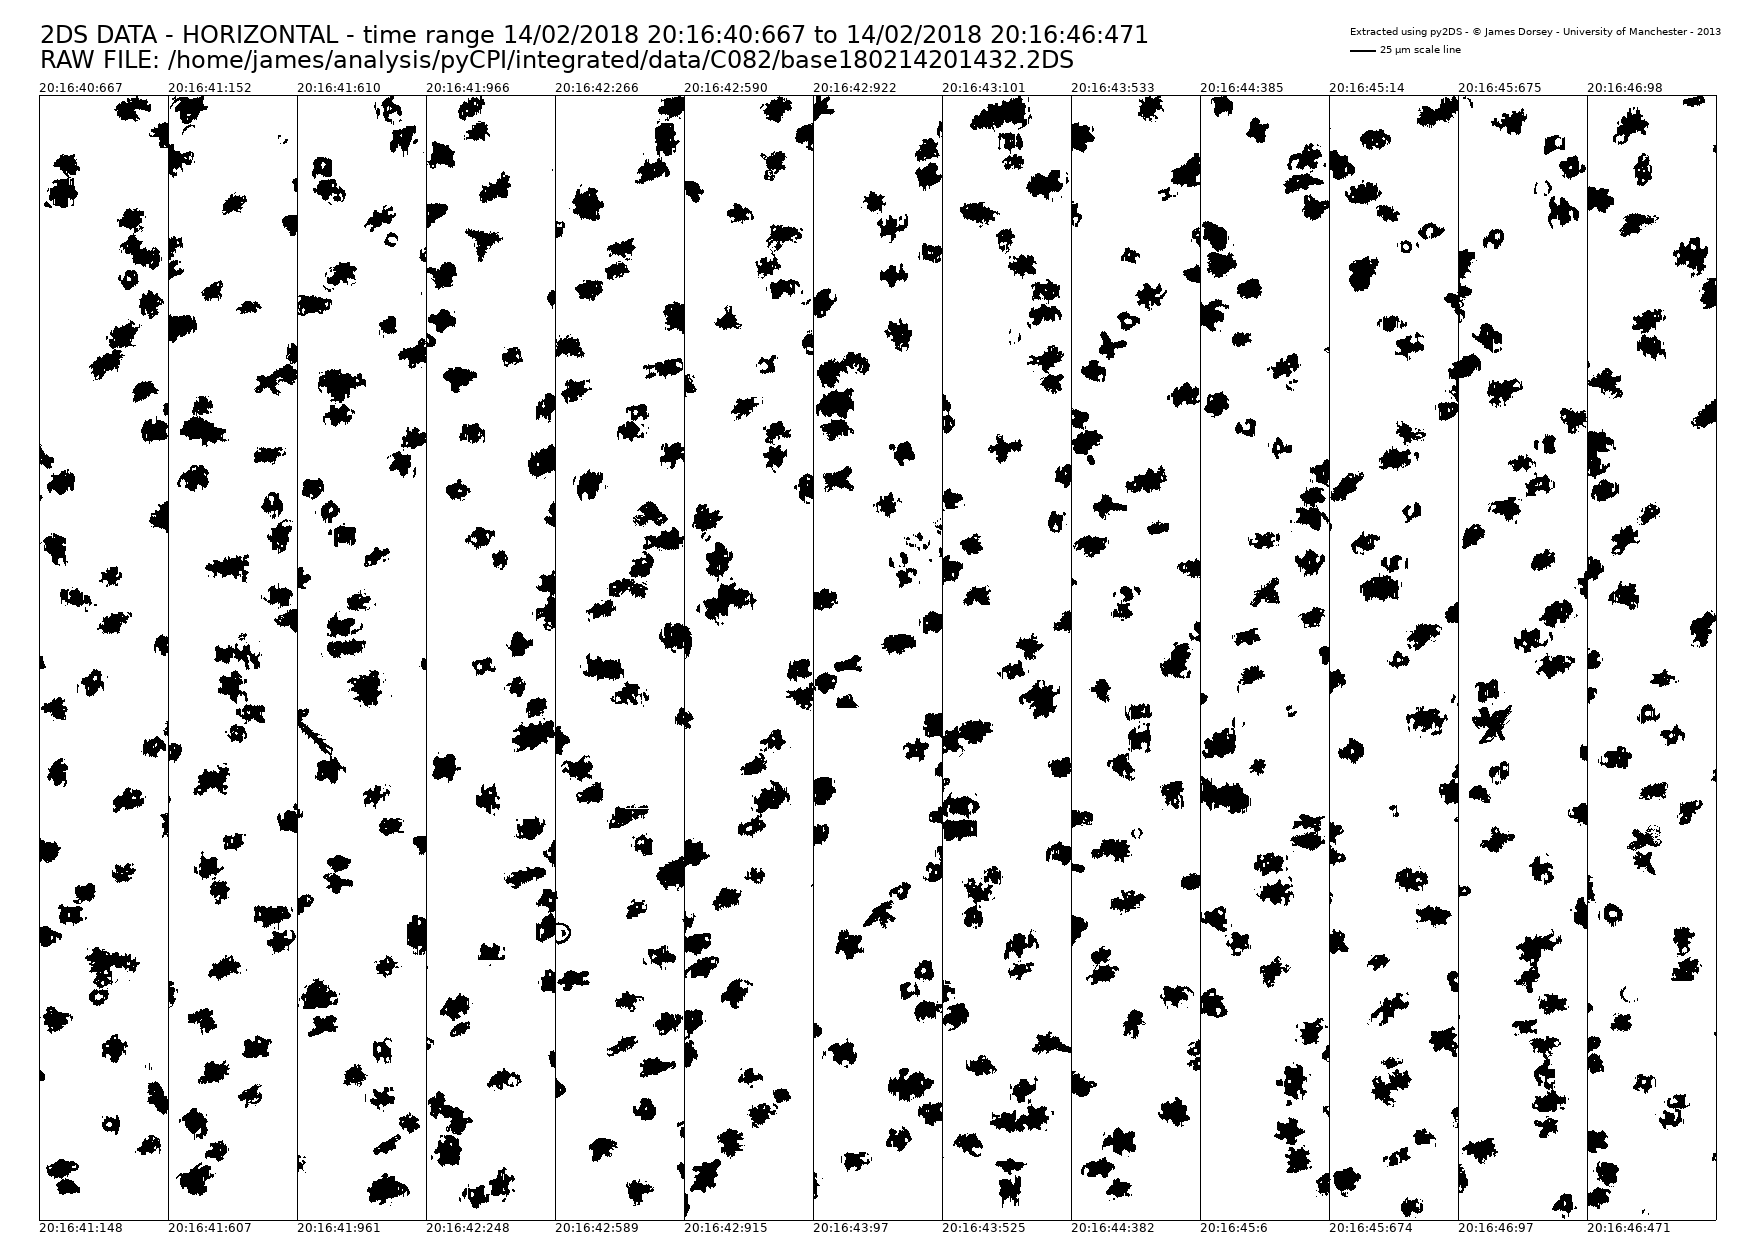 2DS DATA - HORIZONTAL - time range 14/02/2018 20:16:40:667 to 14/02/2018 20:16:46:471
RAW FILE: /home/james/analysis/pyCPI/integrated/data/C082/base180214201432.2DS
Extracted using py2DS - © James Dorsey - University of Manchester - 2013
25 µm scale line
20:16:40:667 20:16:41:152 20:16:41:610 20:16:41:966 20:16:42:266 20:16:42:590 20:16:42:922 20:16:43:101 20:16:43:533 20:16:44:385 20:16:45:14 20:16:45:675 20:16:46:98
20:16:41:148 20:16:41:607 20:16:41:961 20:16:42:248 20:16:42:589 20:16:42:915 20:16:43:97 20:16:43:525 20:16:44:382 20:16:45:6 20:16:45:674 20:16:46:97 20:16:46:471